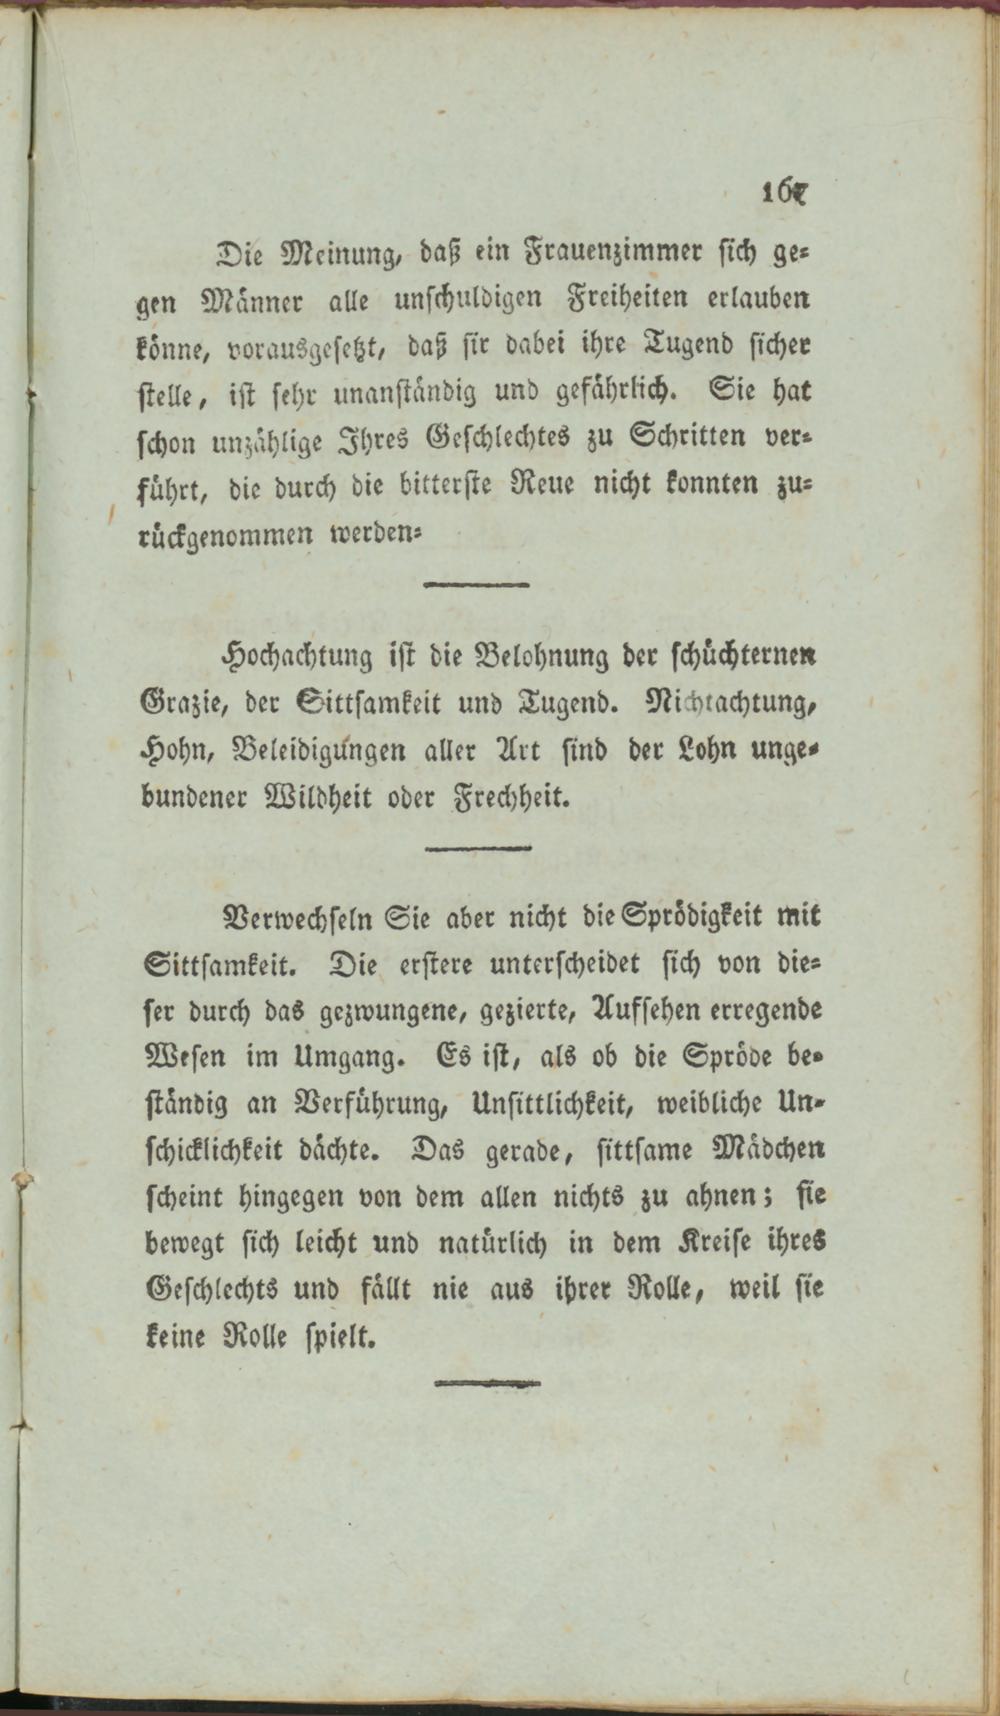 167
Die Meinung, daß ein Frauenzimmer sich ge=
gen Männer alle unschuldigen Freiheiten erlauben
könne, vorausgesetzt, daß sie dabei ihre Tugend sicher
stelle, ist sehr unanständig und gefährlich. Sie hat
schon unzählige Ihres Geschlechtes zu Schritten ver=
führt, die durch die bitterste Reue nicht konnten zu=
rückgenommen werden=
Hochachtung ist die Belohnung der schüchternen
Grazie, der Sittsamkeit und Tugend. Nichtachtung,
Hohn, Beleidigungen aller Art sind der Lohn unge=
bundener Wildheit oder Frechheit.
Verwechseln Sie aber nicht die Sprödigkeit mit
Sittsamkeit. Die erstere unterscheidet sich von die=
ser durch das gezwungene, gezierte, Aufsehen erregende
Wesen im Umgang. Es ist, als ob die Spröde be=
ständig an Verführung, Unsittlichkeit, weibliche Un=
schicklichkeit dächte. Das gerade, sittsame Mädchen
scheint hingegen von dem allen nichts zu ahnen; sie
bewegt sich leicht und natürlich in dem Kreise ihres
Geschlechts und fällt nie aus ihrer Rolle, weil sie
keine Rolle spielt.